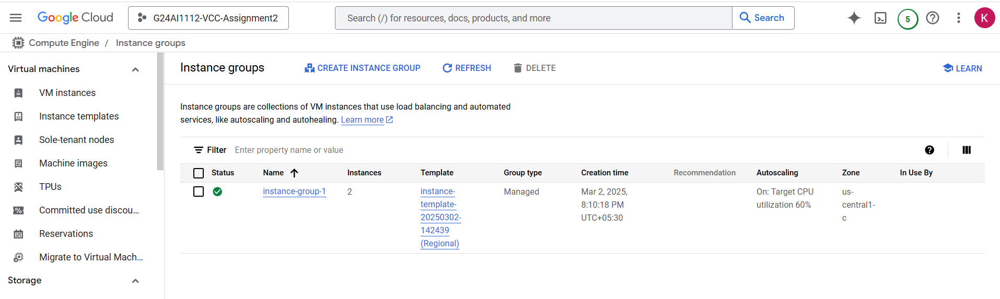 Google Cloud
G24AI1112-VCC-Assignment2
Search (/) for resources, docs, products, and more
Search
5
K
Compute Engine / Instance groups
Virtual machines
VM instances
Instance templates
Sole-tenant nodes
Machine images
TPUs
Committed use discou...
Reservations
Migrate to Virtual Mach...
Storage
Instance groups
CREATE INSTANCE GROUP
REFRESH
DELETE
LEARN
Instance groups are collections of VM instances that use load balancing and automated
services, like autoscaling and autohealing. Learn more
Filter Enter property name or value
Status Name Instances Template Group type Creation time Recommendation Autoscaling Zone In Use By
instance-group-1
2
instance-
template-
20250302-
142439
(Regional)
Managed
Mar 2, 2025,
8:10:18 PM
UTC+05:30
On: Target CPU
utilization 60%
us-
central1-
c